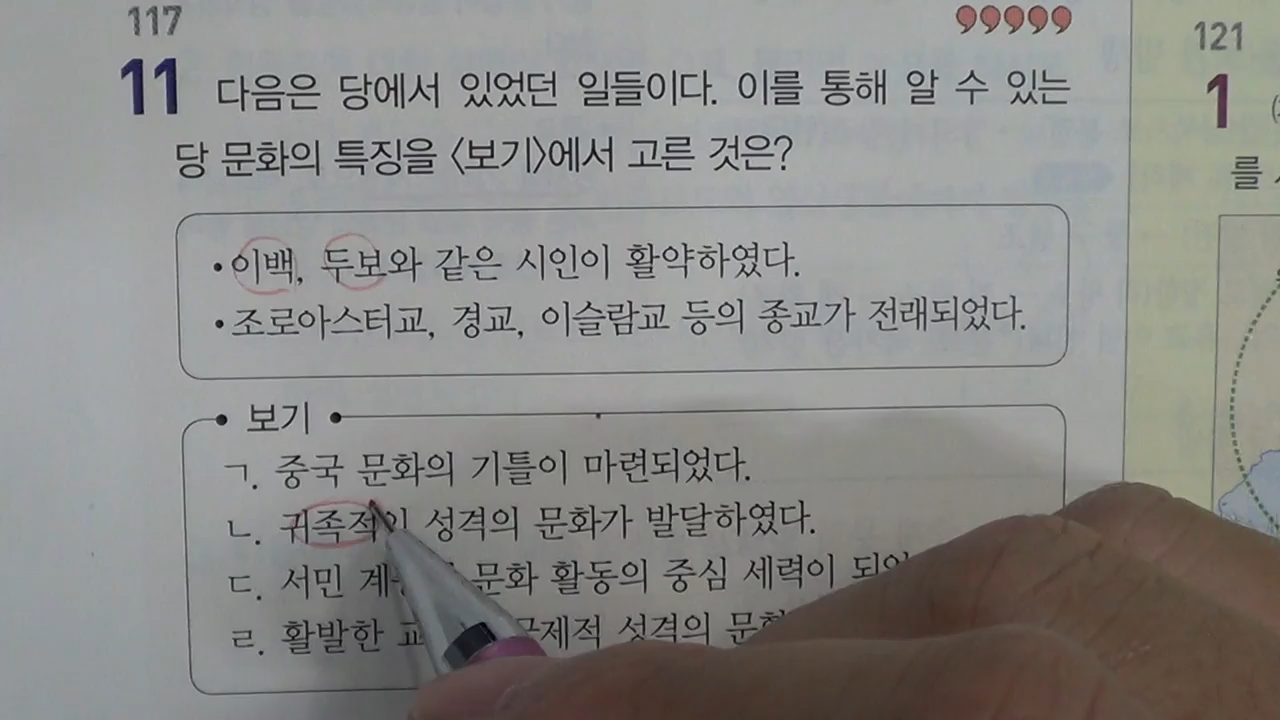 117
121
11 다음은 당에서 있었던 일들이다. 이를 통해 알 수 있는
1
당 문화의 특징을 〈보기〉에서 고른 것은?
를
• 이백, 두보와 같은 시인이 활약하였다.
• 조로아스터교, 경교, 이슬람교 등의 종교가 전래되었다.
• 보기 •
ㄱ. 중국 문화의 기틀이 마련되었다.
ㄴ. 귀족적인 성격의 문화가 발달하였다.
ㄷ. 서민 문화 활동의 중심 세력이
ㄹ. 활발한 성격의